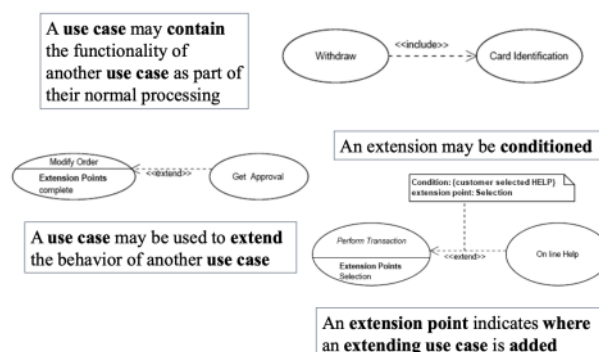 A use case may contain
the functionality of
another use case as part of
their normal processing
Withdraw
<<include>>
Card Identification
An extension may be conditioned
Modify Order
Extension Points
complete
<<extend>>
Get Approval
Condition: {customer selected HELP}
extension point: Selection
A use case may be used to extend
the behavior of another use case
Perform Transaction
Extension Points
Selection
<<extend>>
On line Help
An extension point indicates where
an extending use case is added